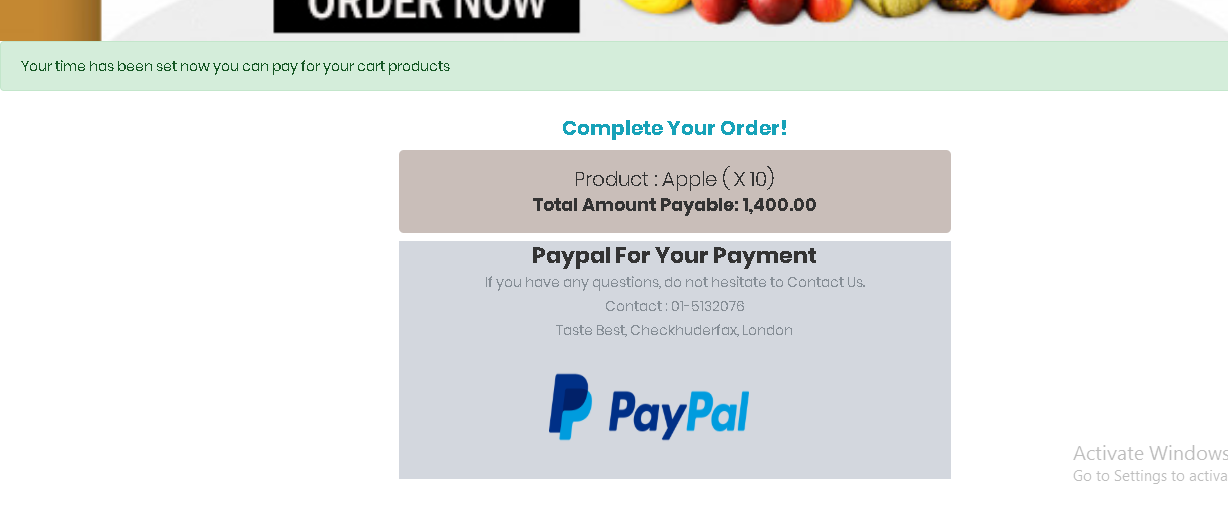 ORDER NOW
Your time has been set now you can pay for your cart products
Complete Your Order!
Product : Apple ( X 10)
Total Amount Payable: 1,400.00
Paypal For Your Payment
If you have any questions, do not hesitate to Contact Us.
Contact : 01-5132076
Taste Best, Checkhuderfax, London
PayPal
Activate Windows
Go to Settings to activa